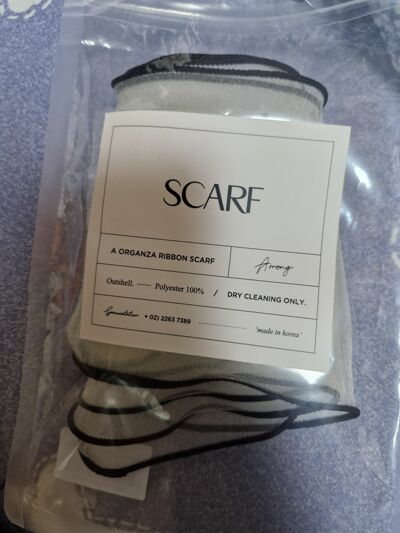 SCARF
A ORGANZA RIBBON SCARF
Among
Outshell. —— Polyester 100% / DRY CLEANING ONLY.
+ 02) 2263 7389 ........................ 'made in korea'